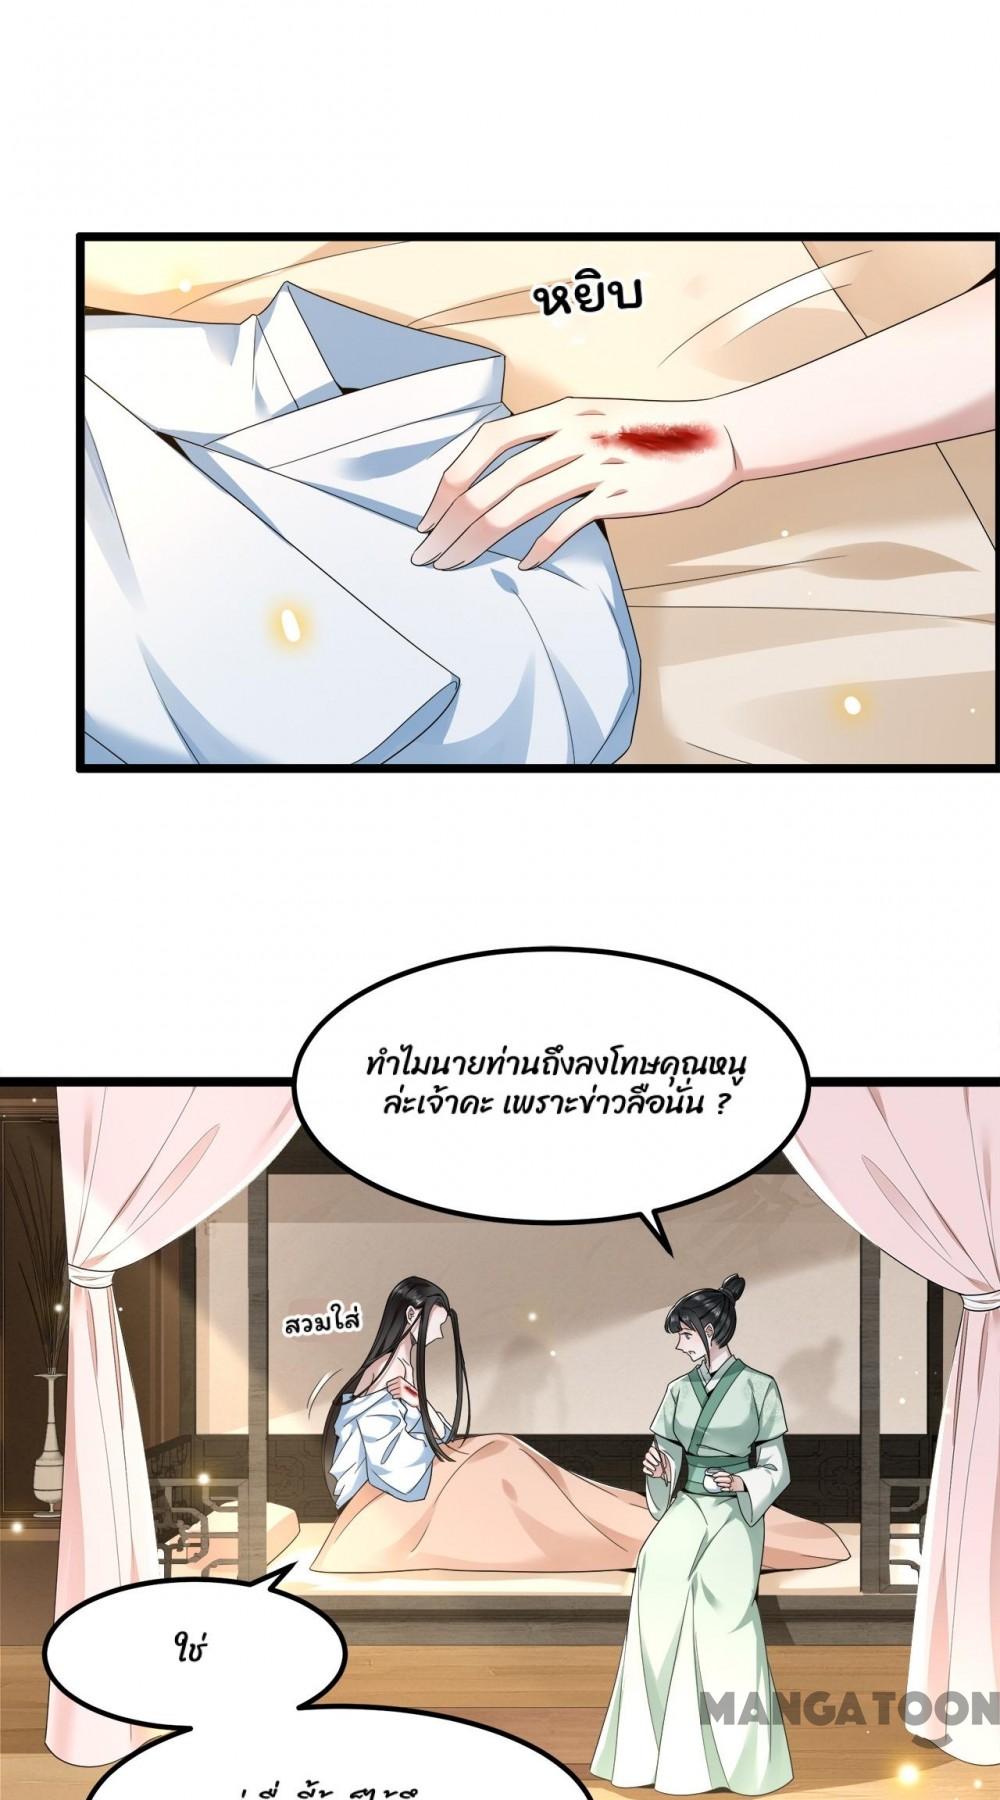 หยิบ
ทำไมนายท่านถึงลงโทษคุณหนู
ล่ะเจ้าคะ เพราะข่าวลือนั่น ?
สวมใส่
ใช่
MANGATOON